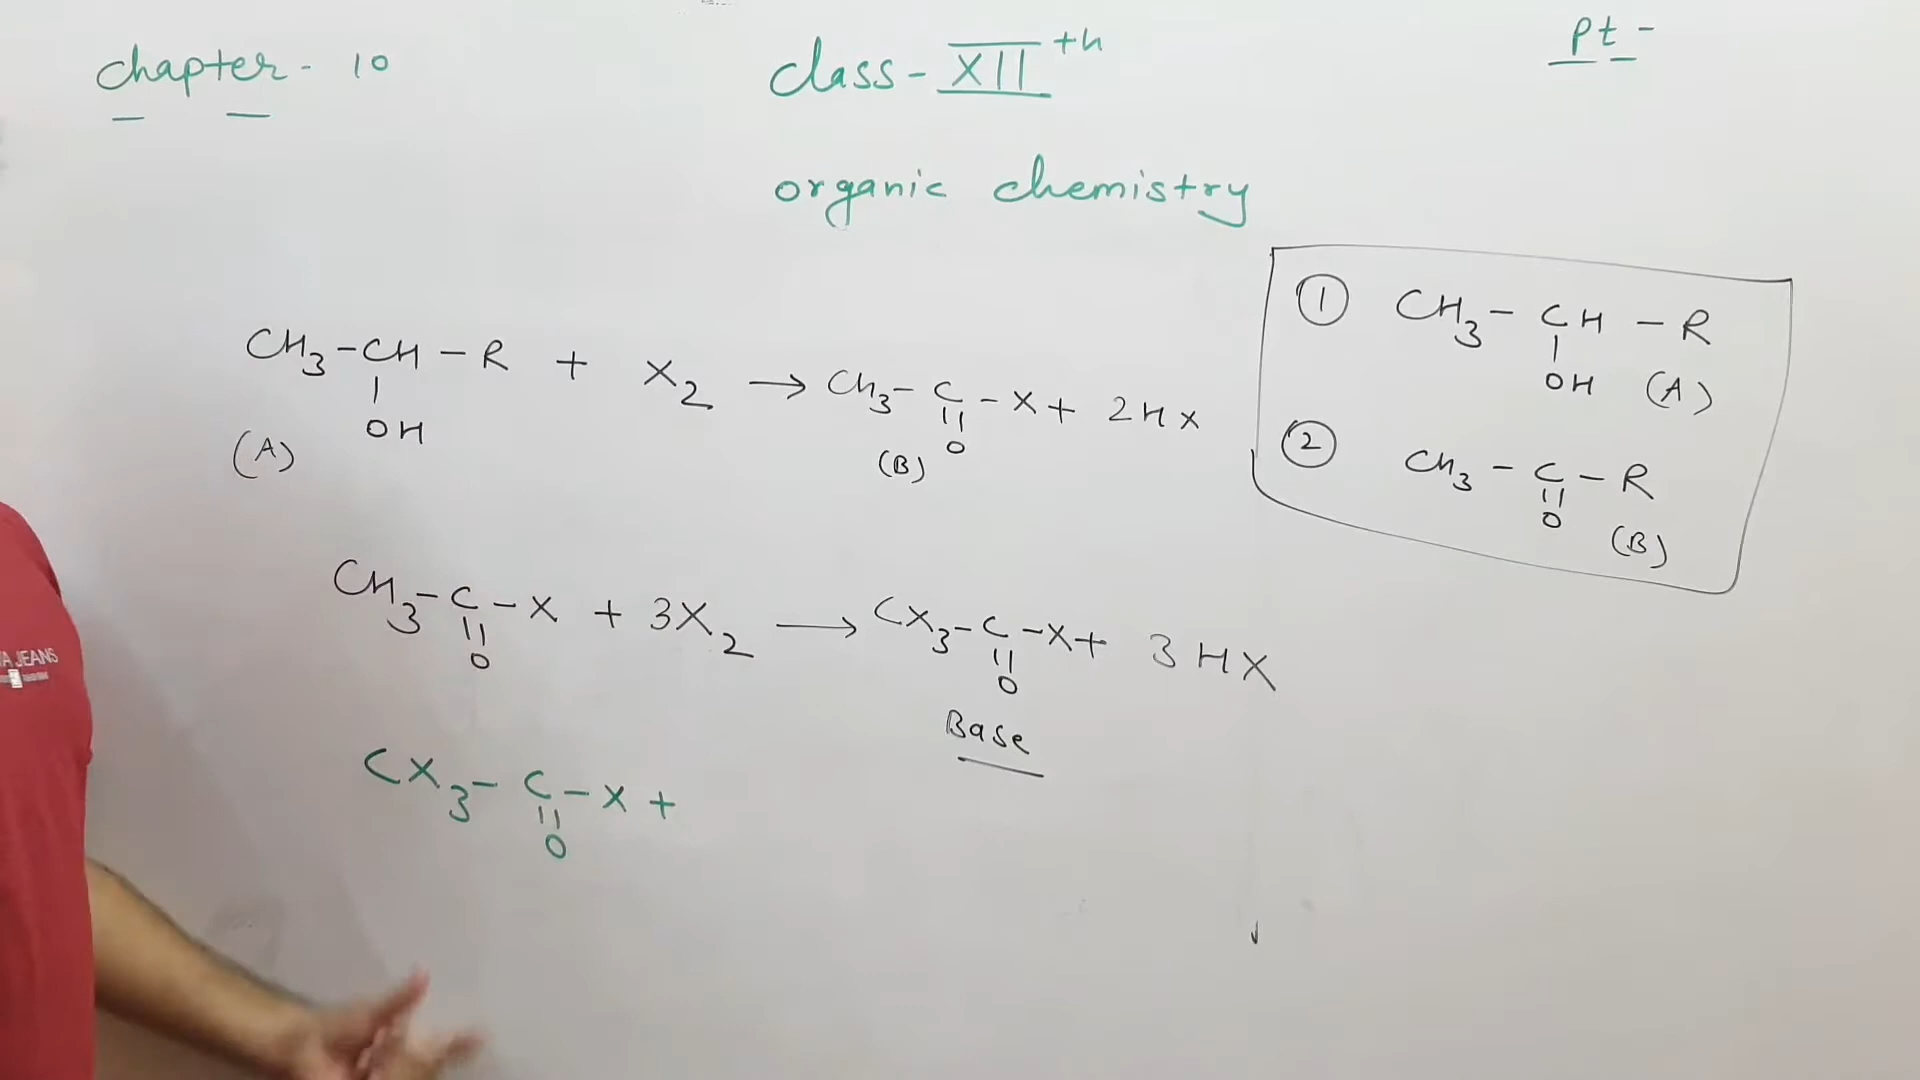 chapter - 10
class - XII th
pt -
organic chemistry
CH3 - CH - R + X2 → CH3 - C - X + 2HX
OH
O
(A)
(B)
① CH3 - CH - R
OH (A)
② CH3 - C - R
O
(B)
CH3 - C - X + 3X2 → CX3 - C - X + 3HX
O
O
Base
CX3 - C - X +
O
A JEANS